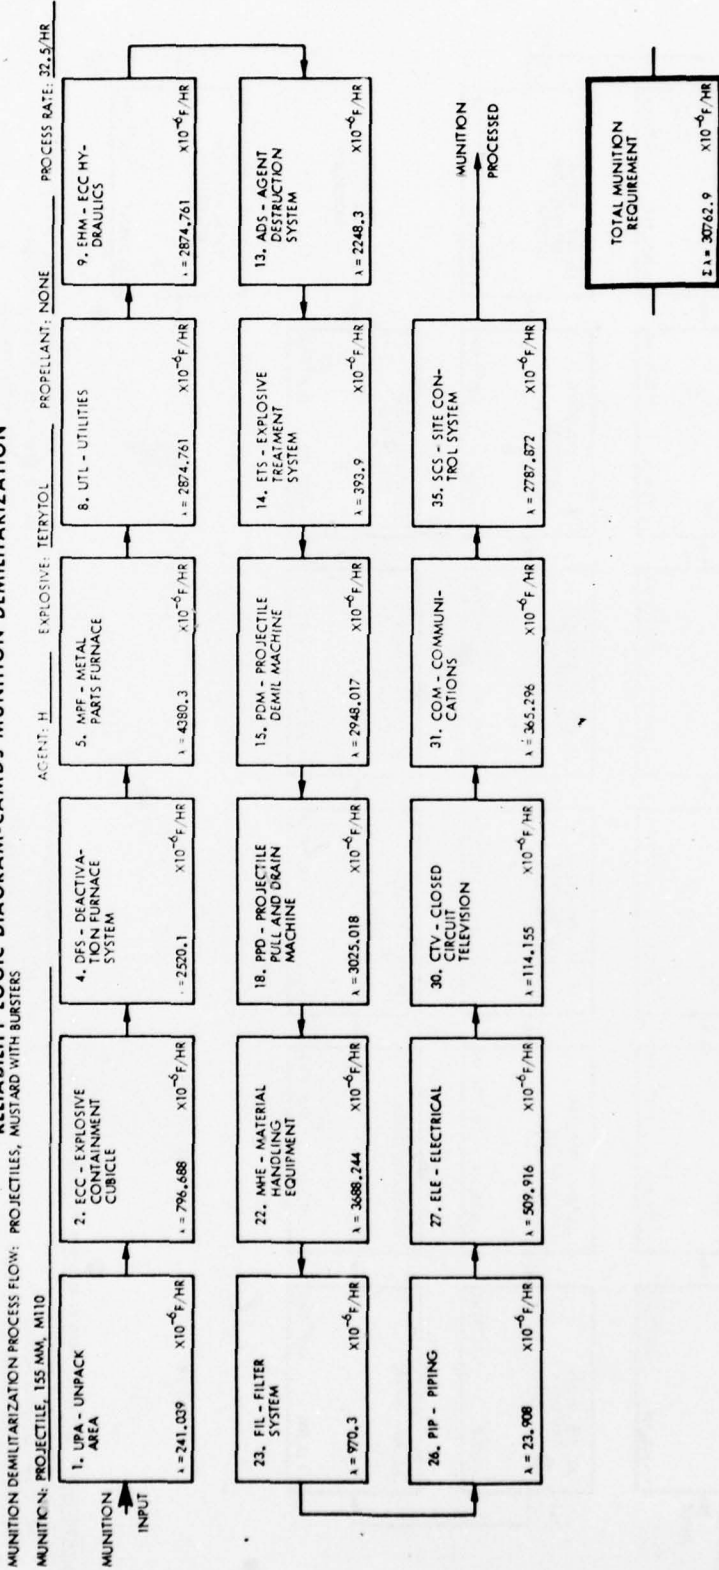 RELIABILITY LOGIC DIAGRAM-CAMDS MUNITION DEMILITARIZATION
MUNITION DEMILITARIZATION PROCESS FLOW: PROJECTILES, MUSTARD WITH BURSTERS
MUNITION: PROJECTILE, 155 MM, M110 AGENT: H EXPLOSIVE: TETRYTOL PROPELLANT: NONE PROCESS RATE: 32.5/HR
MUNITION
INPUT
1. UPA - UNPACK
AREA
λ = 241.039 X10⁻⁶F/HR
2. ECC - EXPLOSIVE
CONTAINMENT
CUBICLE
λ = 796.688 X10⁻⁶F/HR
4. DFS - DEACTIVA-
TION FURNACE
SYSTEM
λ = 2520.1 X10⁻⁶F/HR
5. MPF - METAL
PARTS FURNACE
λ = 4380.3 X10⁻⁶F/HR
8. UTL - UTILITIES
λ = 2874.761 X10⁻⁶F/HR
9. EHM - ECC HY-
DRAULICS
λ = 2874.761 X10⁻⁶F/HR
13. ADS - AGENT
DESTRUCTION
SYSTEM
λ = 2248.3 X10⁻⁶F/HR
14. ETS - EXPLOSIVE
TREATMENT
SYSTEM
λ = 393.9 X10⁻⁶F/HR
15. PDM - PROJECTILE
DEMIL MACHINE
λ = 2948.017 X10⁻⁶F/HR
18. PPD - PROJECTILE
PULL AND DRAIN
MACHINE
λ = 3025.018 X10⁻⁶F/HR
22. MHE - MATERIAL
HANDLING
EQUIPMENT
λ = 3688.244 X10⁻⁶F/HR
23. FIL - FILTER
SYSTEM
λ = 970.3 X10⁻⁶F/HR
26. PIP - PIPING
λ = 23.908 X10⁻⁶F/HR
27. ELE - ELECTRICAL
λ = 509.916 X10⁻⁶F/HR
30. CTV - CLOSED
CIRCUIT
TELEVISION
λ = 114.155 X10⁻⁶F/HR
31. COM - COMMUNI-
CATIONS
λ = 365.296 X10⁻⁶F/HR
35. SCS - SITE CON-
TROL SYSTEM
λ = 2787.872 X10⁻⁶F/HR
MUNITION
PROCESSED
TOTAL MUNITION
REQUIREMENT
Σ λ = 30762.9 X10⁻⁶F/HR